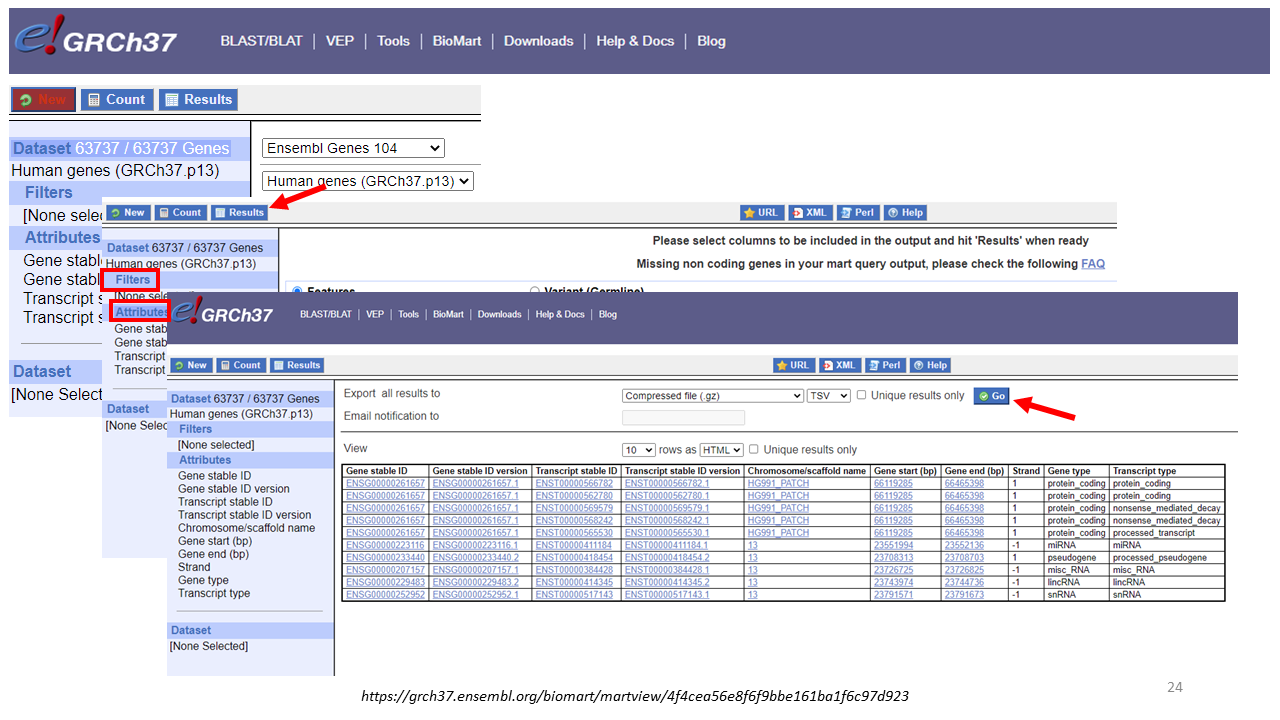 e!GRCh37
BLAST/BLAT | VEP | Tools | BioMart | Downloads | Help & Docs | Blog
New Count Results
Dataset 63737 / 63737 Genes
Human genes (GRCh37.p13)
Filters
[None selec
Attributes
Gene stabl
Gene stabl
Transcript s
Transcript s
Dataset
[None Select
Ensembl Genes 104
Human genes (GRCh37.p13)
New Count Results
URL XML Perl Help
Dataset 63737 / 63737 Genes
Human genes (GRCh37.p13)
Filters
[None selec
Attributes
Gene stab
Gene stab
Transcript
Transcript
Dataset
[None Selec
Please select columns to be included in the output and hit 'Results' when ready
Missing non coding genes in your mart query output, please check the following FAQ
Features Variant (Germline)
e!GRCh37
BLAST/BLAT | VEP | Tools | BioMart | Downloads | Help & Docs | Blog
New Count Results
URL XML Perl Help
Dataset 63737 / 63737 Genes
Human genes (GRCh37.p13)
Filters
[None selected]
Attributes
Gene stable ID
Gene stable ID version
Transcript stable ID
Transcript stable ID version
Chromosome/scaffold name
Gene start (bp)
Gene end (bp)
Strand
Gene type
Transcript type
Dataset
[None Selected]
Export all results to Compressed file (.gz) TSV Unique results only Go
Email notification to
View 10 rows as HTML Unique results only
Gene stable ID Gene stable ID version Transcript stable ID Transcript stable ID version Chromosome/scaffold name Gene start (bp) Gene end (bp) Strand Gene type Transcript type
ENSG00000261657 ENSG00000261657.1 ENST00000566782 ENST00000566782.1 HG991_PATCH 66119285 66465398 1 protein_coding protein_coding
ENSG00000261657 ENSG00000261657.1 ENST00000562780 ENST00000562780.1 HG991_PATCH 66119285 66465398 1 protein_coding protein_coding
ENSG00000261657 ENSG00000261657.1 ENST00000569579 ENST00000569579.1 HG991_PATCH 66119285 66465398 1 protein_coding nonsense_mediated_decay
ENSG00000261657 ENSG00000261657.1 ENST00000568242 ENST00000568242.1 HG991_PATCH 66119285 66465398 1 protein_coding nonsense_mediated_decay
ENSG00000261657 ENSG00000261657.1 ENST00000565530 ENST00000565530.1 HG991_PATCH 66119285 66465398 1 protein_coding processed_transcript
ENSG00000223116 ENSG00000223116.1 ENST00000411184 ENST00000411184.1 13 23551994 23552136 -1 miRNA miRNA
ENSG00000233440 ENSG00000233440.2 ENST00000418454 ENST00000418454.2 13 23708313 23708703 1 pseudogene processed_pseudogene
ENSG00000207157 ENSG00000207157.1 ENST00000384428 ENST00000384428.1 13 23726725 23726825 -1 misc_RNA misc_RNA
ENSG00000229483 ENSG00000229483.2 ENST00000414345 ENST00000414345.2 13 23743974 23744736 -1 lincRNA lincRNA
ENSG00000252952 ENSG00000252952.1 ENST00000517143 ENST00000517143.1 13 23791571 23791673 -1 snRNA snRNA
https://grch37.ensembl.org/biomart/martview/4f4cea56e8f6f9bbe161ba1f6c97d923
24